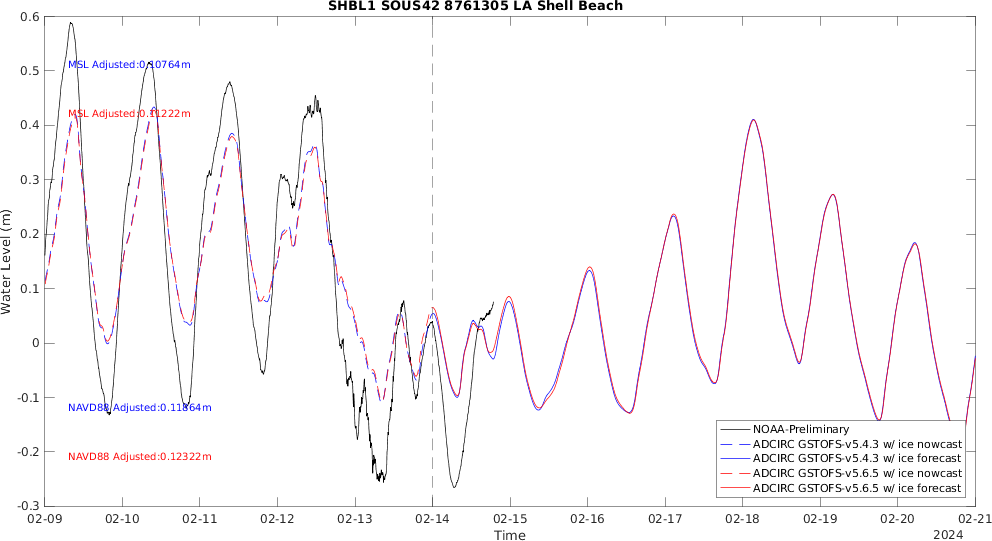 SHBL1 SOUS42 8761305 LA Shell Beach
Water Level (m)
0.6
0.5
0.4
0.3
0.2
0.1
0
-0.1
-0.2
-0.3
MSL Adjusted:0.10764m
MSL Adjusted:0.11222m
NAVD88 Adjusted:0.11864m
NAVD88 Adjusted:0.12322m
NOAA-Preliminary
ADCIRC GSTOFS-v5.4.3 w/ ice nowcast
ADCIRC GSTOFS-v5.4.3 w/ ice forecast
ADCIRC GSTOFS-v5.6.5 w/ ice nowcast
ADCIRC GSTOFS-v5.6.5 w/ ice forecast
02-09 02-10 02-11 02-12 02-13 02-14 02-15 02-16 02-17 02-18 02-19 02-20 02-21
Time
2024